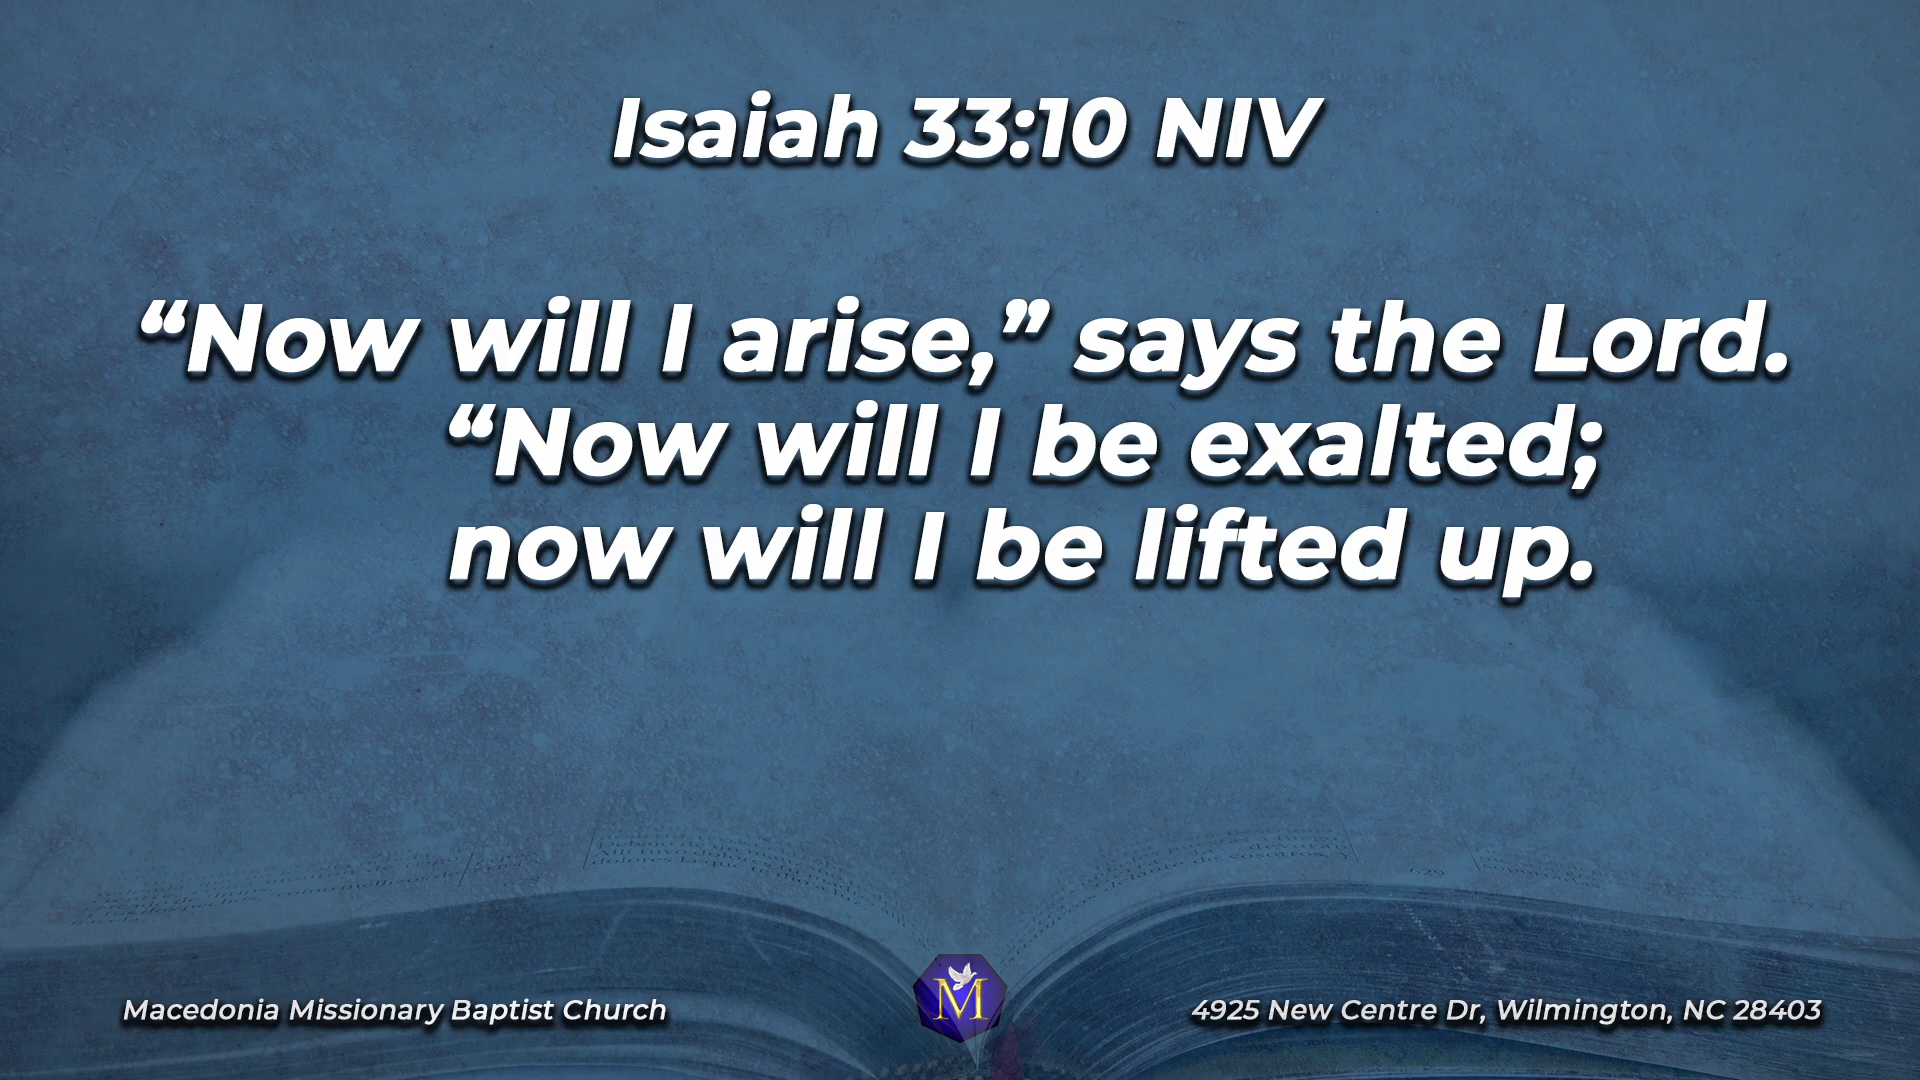 Isaiah 33:10 NIV
“Now will I arise,” says the Lord.
“Now will I be exalted;
now will I be lifted up.
M
Macedonia Missionary Baptist Church
4925 New Centre Dr, Wilmington, NC 28403